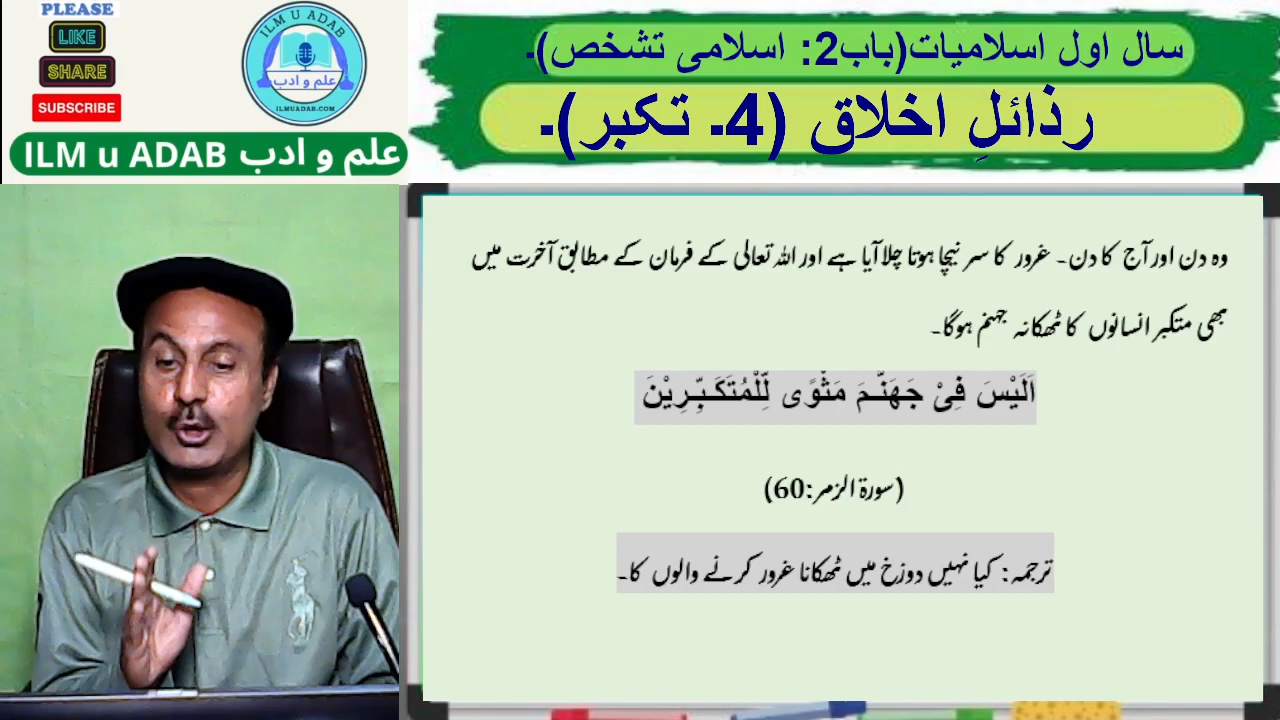 PLEASE
LIKE
SHARE
SUBSCRIBE
ILM U ADAB
علم و ادب
ILMUADAB.COM
ILM u ADAB علم و ادب
سال اول اسلامیات(باب2: اسلامی تشخص)۔
رذائلِ اخلاق (4۔ تکبر)۔
وہ دن اور آج کا دن۔ غرور کا سر نیچا ہوتا چلا آیا ہے اور اللہ تعالی کے فرمان کے مطابق آخرت میں
بھی متکبر انسانوں کا ٹھکانہ جہنم ہوگا۔
اَلَيْسَ فِىْ جَهَنَّـمَ مَثْوًى لِّلْمُتَكَـبِّـرِيْنَ
(سورۃ الزمر:60)
ترجمہ: کیا نہیں دوزخ میں ٹھکانا غرور کرنے والوں کا۔